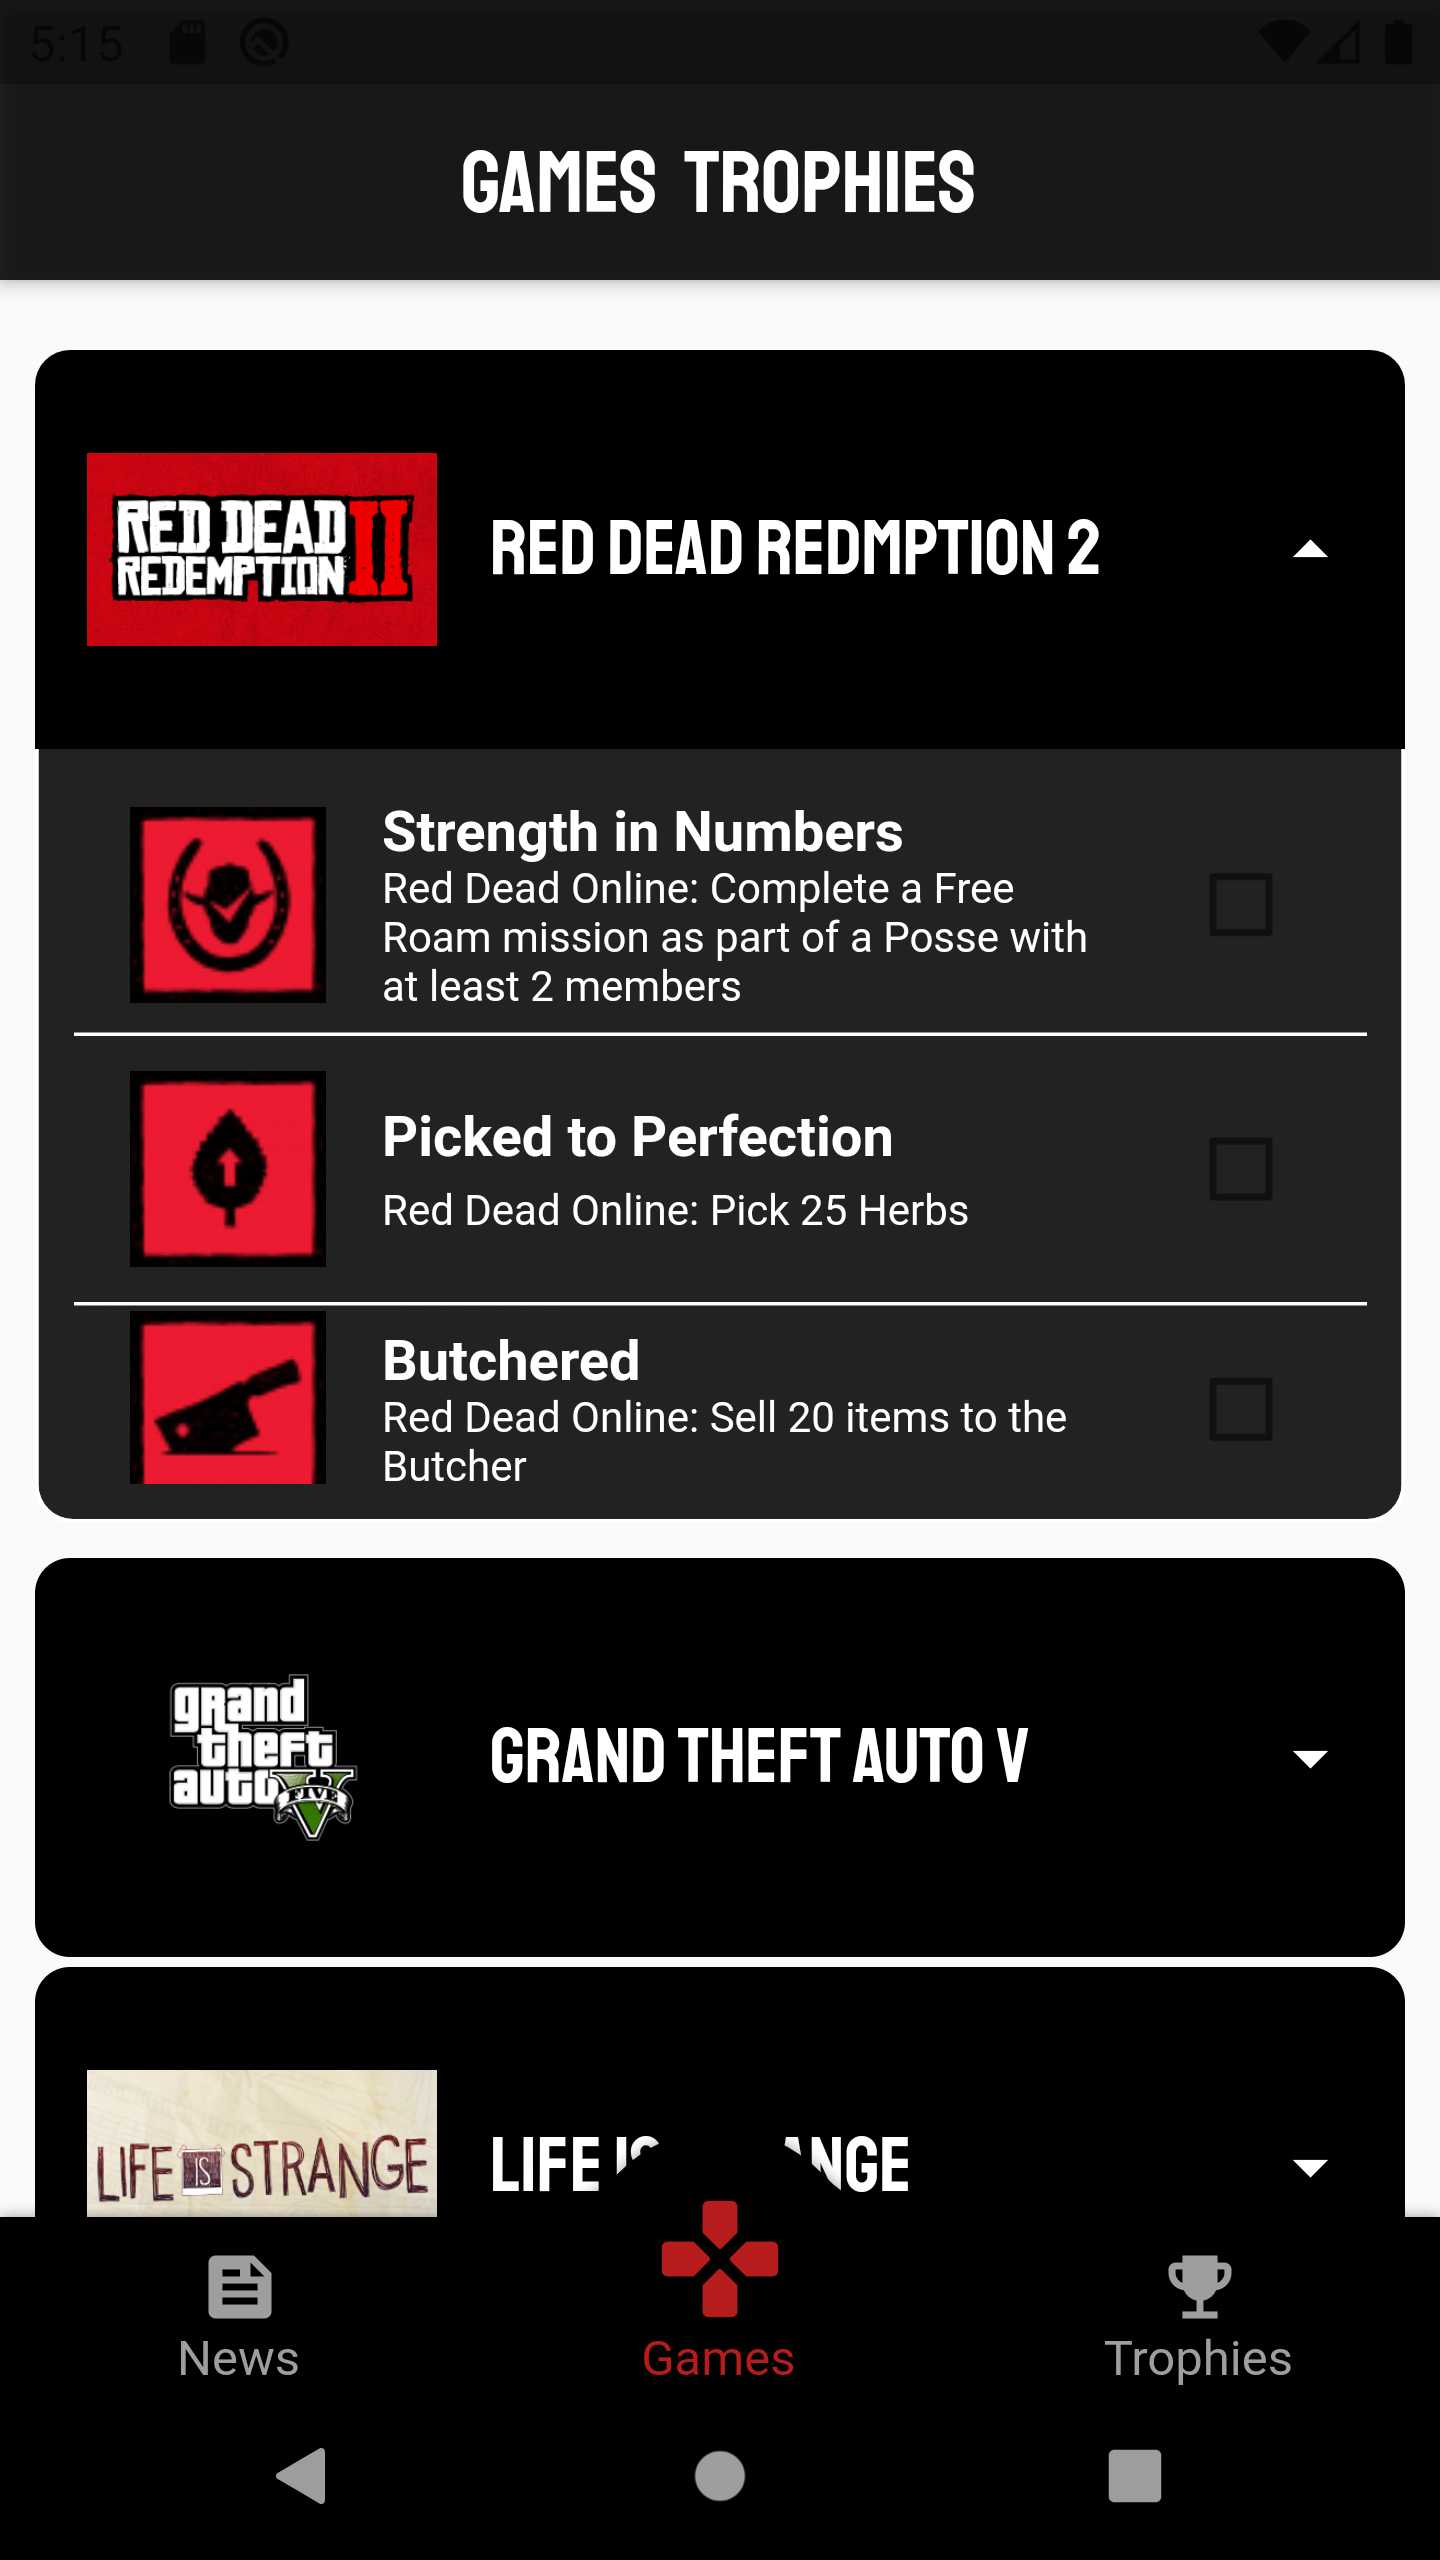 5:15
GAMES TROPHIES
RED DEAD
REDEMPTION II
RED DEAD REDMPTION 2
Strength in Numbers
Red Dead Online: Complete a Free
Roam mission as part of a Posse with
at least 2 members
Picked to Perfection
Red Dead Online: Pick 25 Herbs
Butchered
Red Dead Online: Sell 20 items to the
Butcher
grand
theft
auto V
FIVE
GRAND THEFT AUTO V
LIFE IS STRANGE
LIFE
News
Games
Trophies